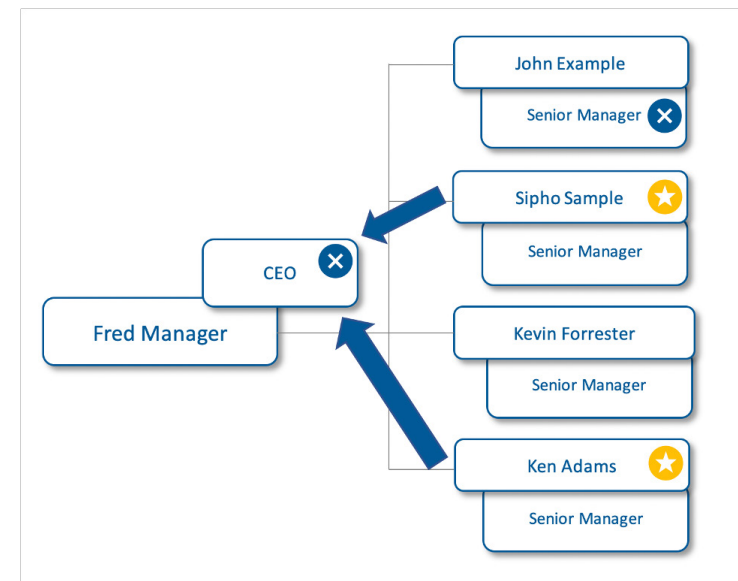 John Example
Senior Manager
Sipho Sample
Senior Manager
CEO
Fred Manager
Kevin Forrester
Senior Manager
Ken Adams
Senior Manager